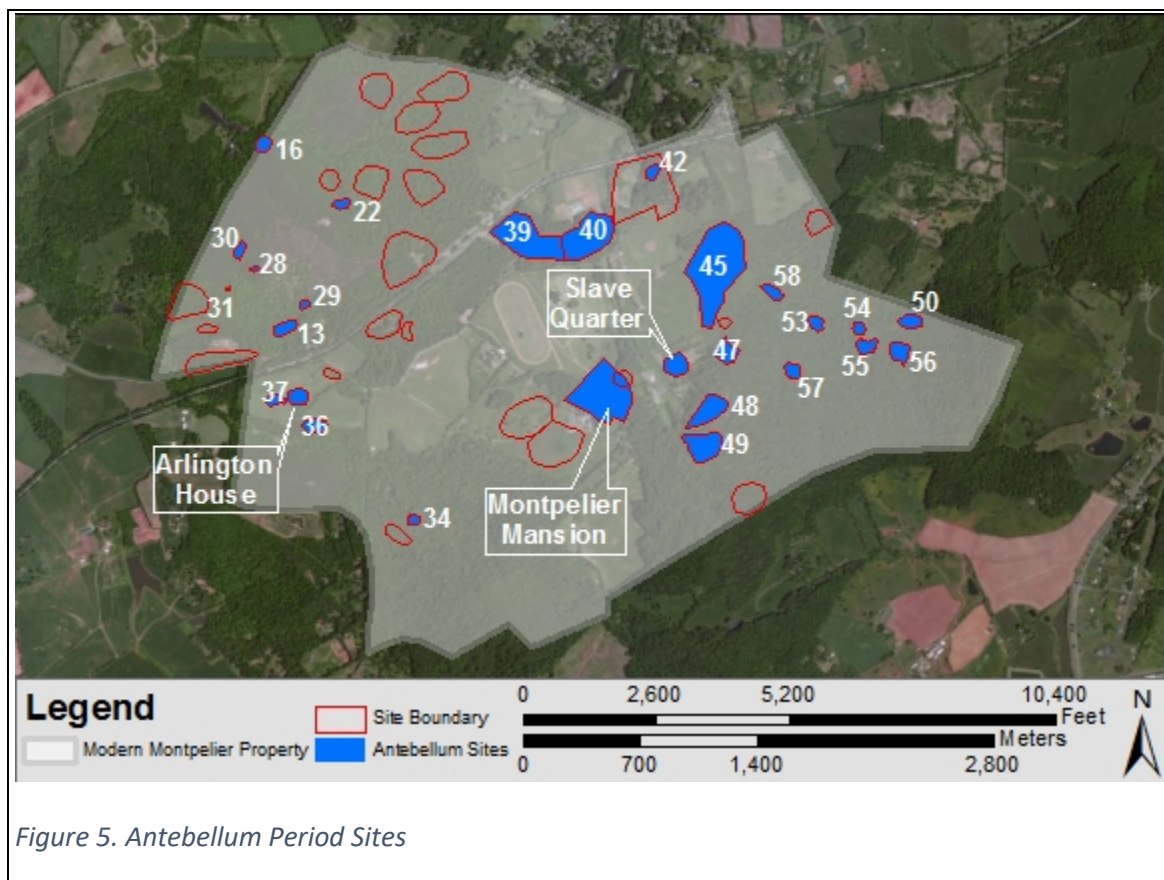 16
42
22
39
40
30
45
28
Slave
Quarter
58
31
29
54
50
53
13
47
55
56
57
37
48
36
49
Arlington
House
Montpelier
Mansion
34
Legend
Modern Montpelier Property
Site Boundary
Antebellum Sites
0 2,600 5,200 10,400
Feet
Meters
0 700 1,400 2,800
N
Figure 5. Antebellum Period Sites